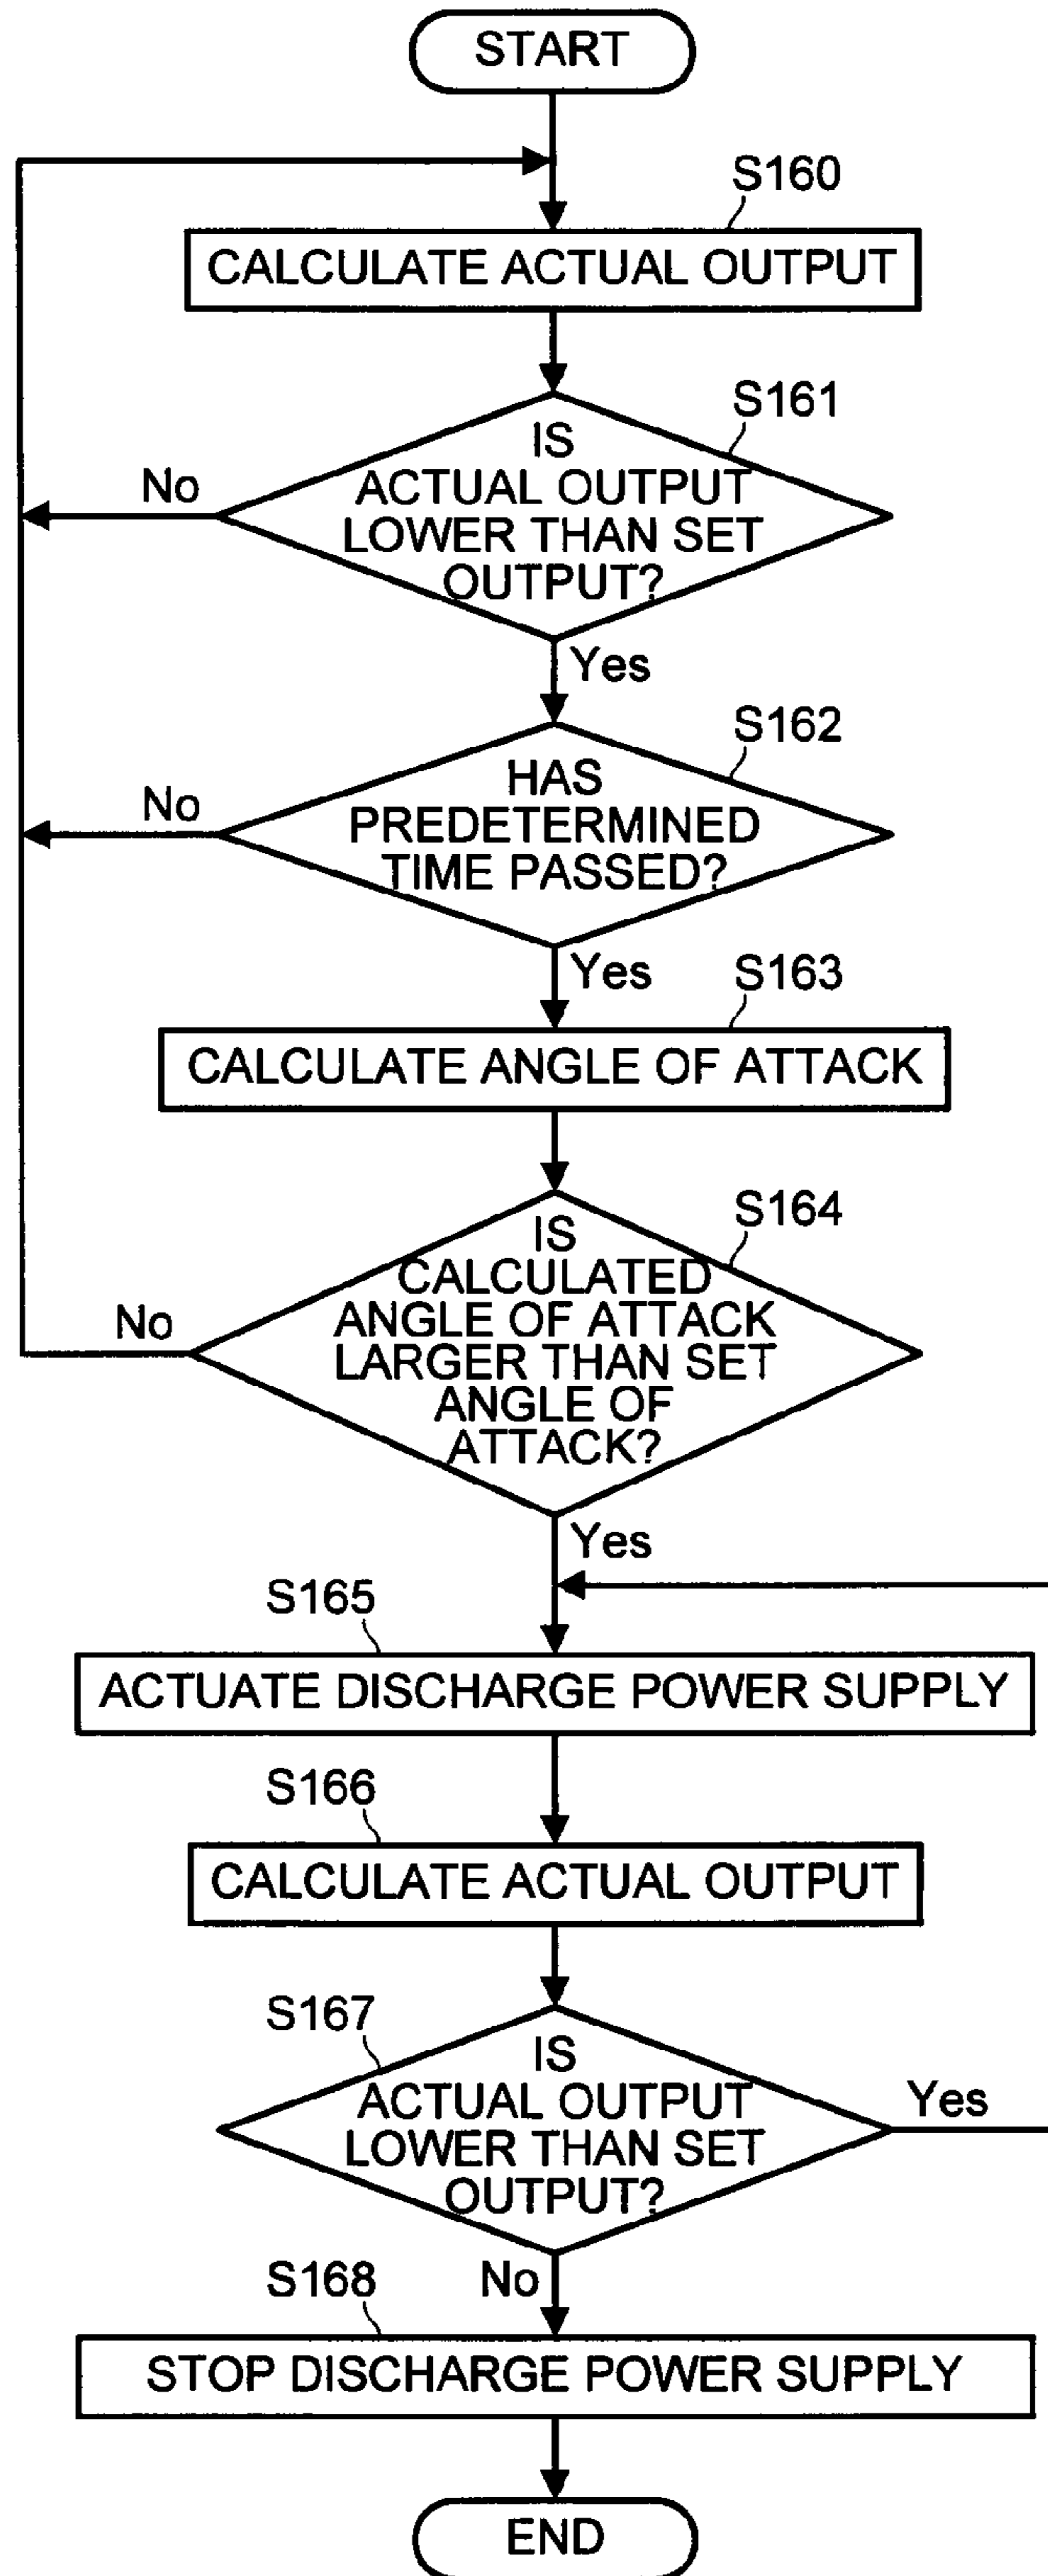 START
S160
CALCULATE ACTUAL OUTPUT
S161
IS
ACTUAL OUTPUT
LOWER THAN SET
OUTPUT?
No
Yes
S162
HAS
PREDETERMINED
TIME PASSED?
No
Yes
S163
CALCULATE ANGLE OF ATTACK
S164
IS
CALCULATED
ANGLE OF ATTACK
LARGER THAN SET
ANGLE OF
ATTACK?
No
Yes
S165
ACTUATE DISCHARGE POWER SUPPLY
S166
CALCULATE ACTUAL OUTPUT
S167
IS
ACTUAL OUTPUT
LOWER THAN SET
OUTPUT?
Yes
No
S168
STOP DISCHARGE POWER SUPPLY
END